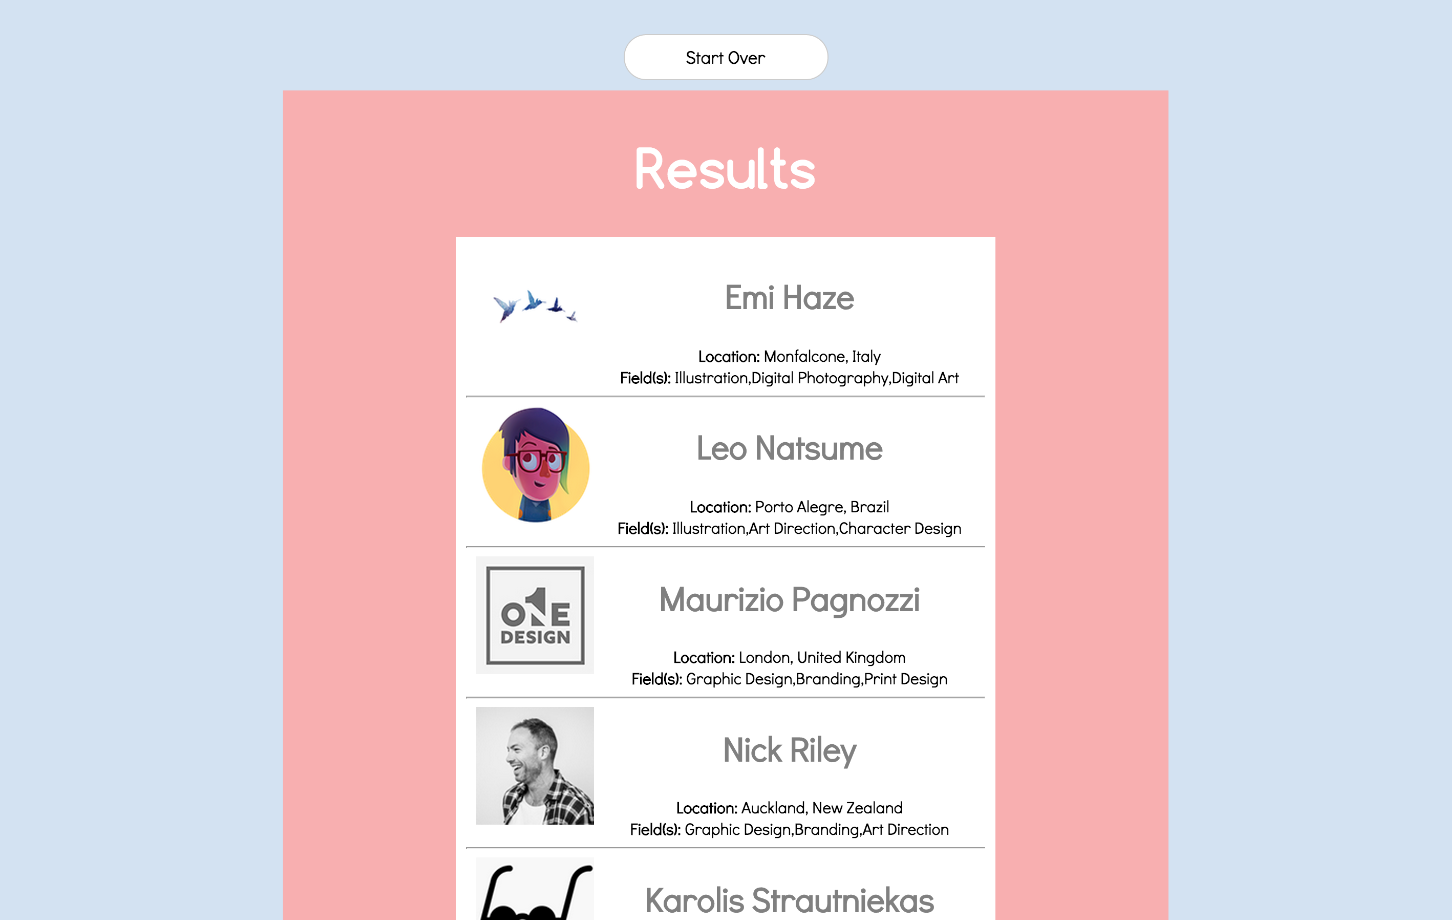 Start Over
Results
Emi Haze
Location: Monfalcone, Italy
Field(s): Illustration,Digital Photography,Digital Art
Leo Natsume
Location: Porto Alegre, Brazil
Field(s): Illustration,Art Direction,Character Design
ONE
DESIGN
Maurizio Pagnozzi
Location: London, United Kingdom
Field(s): Graphic Design,Branding,Print Design
Nick Riley
Location: Auckland, New Zealand
Field(s): Graphic Design,Branding,Art Direction
Karolis Strautniekas